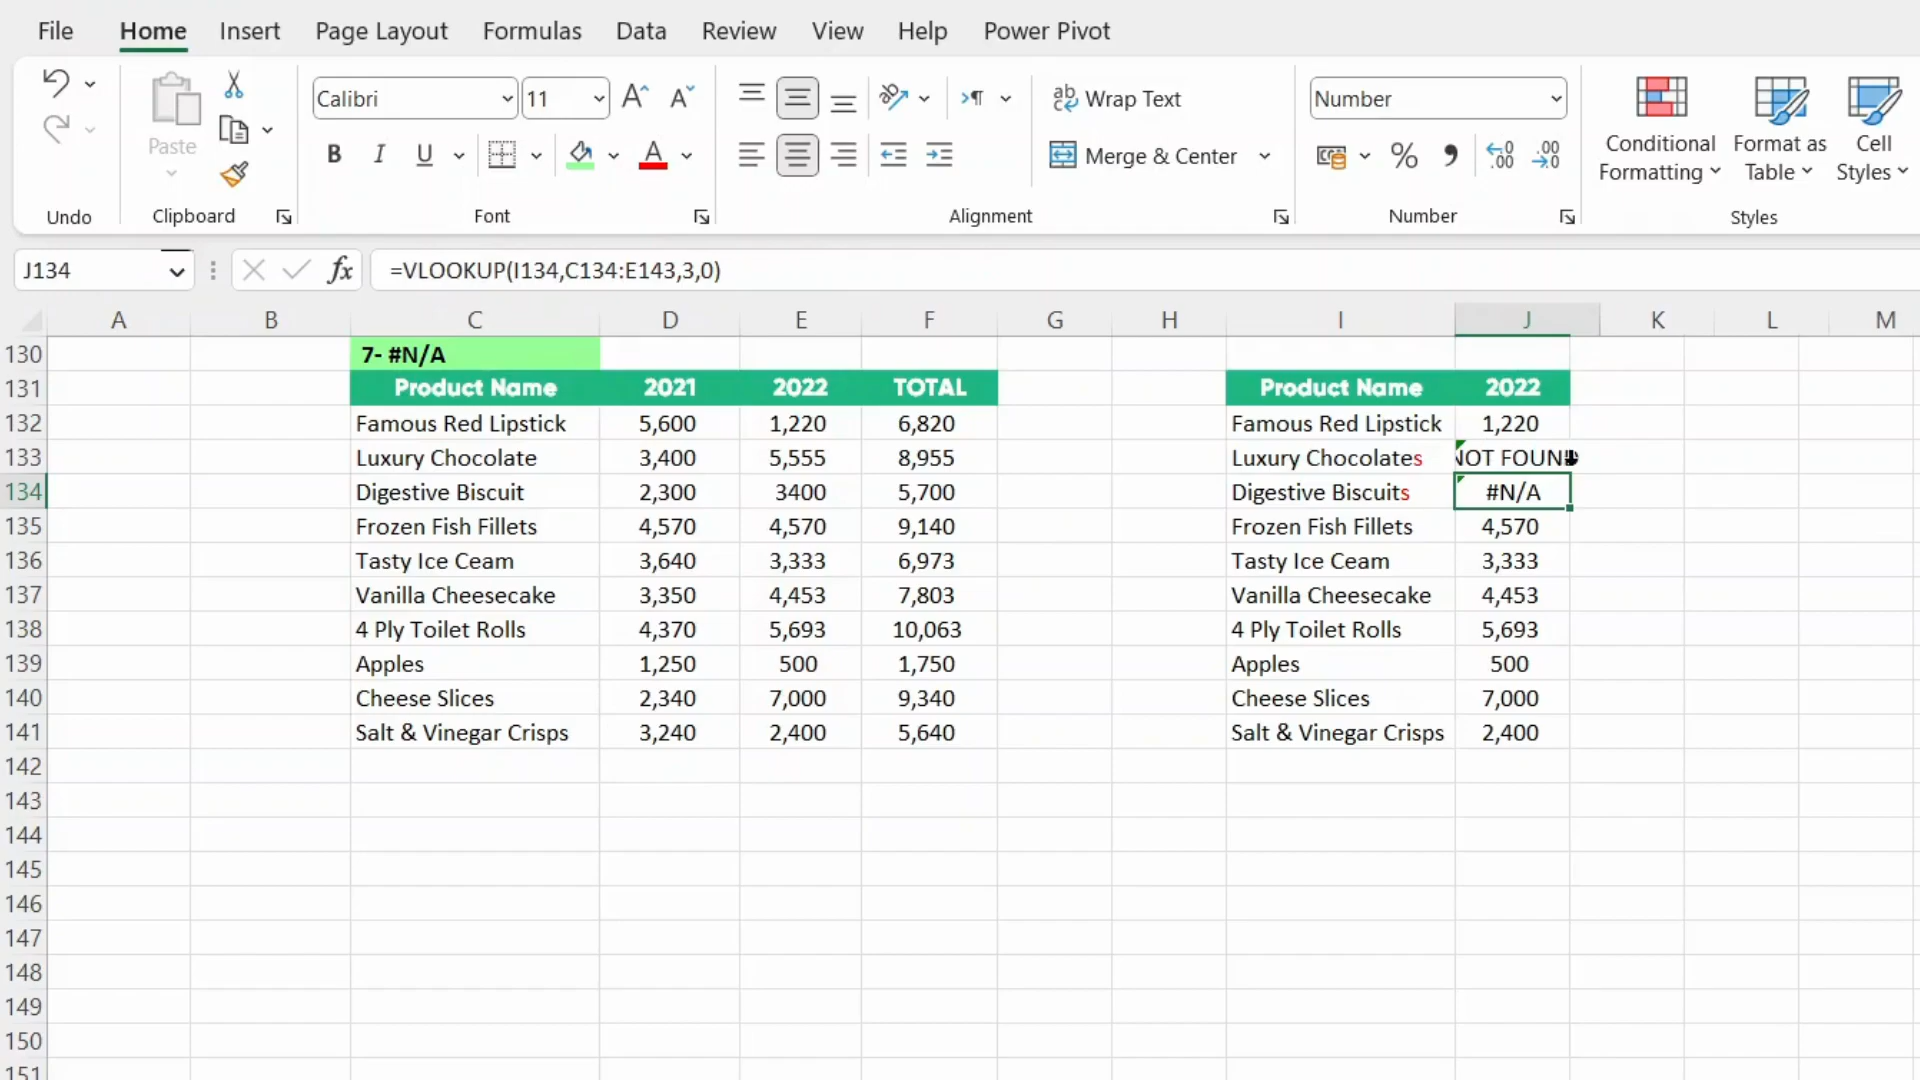 File Home Insert Page Layout Formulas Data Review View Help Power Pivot
Calibri 11 A A Wrap Text Number
Paste B I U A Merge & Center % Conditional Formatting Format as Table Cell Styles
Undo Clipboard Font Alignment Number Styles
J134 fx =VLOOKUP(I134,C134:E143,3,0)
A B C D E F G H I J K L M
130 7- #N/A
131 Product Name 2021 2022 TOTAL Product Name 2022
132 Famous Red Lipstick 5,600 1,220 6,820 Famous Red Lipstick 1,220
133 Luxury Chocolate 3,400 5,555 8,955 Luxury Chocolates NOT FOUN
134 Digestive Biscuit 2,300 3400 5,700 Digestive Biscuits #N/A
135 Frozen Fish Fillets 4,570 4,570 9,140 Frozen Fish Fillets 4,570
136 Tasty Ice Ceam 3,640 3,333 6,973 Tasty Ice Ceam 3,333
137 Vanilla Cheesecake 3,350 4,453 7,803 Vanilla Cheesecake 4,453
138 4 Ply Toilet Rolls 4,370 5,693 10,063 4 Ply Toilet Rolls 5,693
139 Apples 1,250 500 1,750 Apples 500
140 Cheese Slices 2,340 7,000 9,340 Cheese Slices 7,000
141 Salt & Vinegar Crisps 3,240 2,400 5,640 Salt & Vinegar Crisps 2,400
142
143
144
145
146
147
148
149
150
151